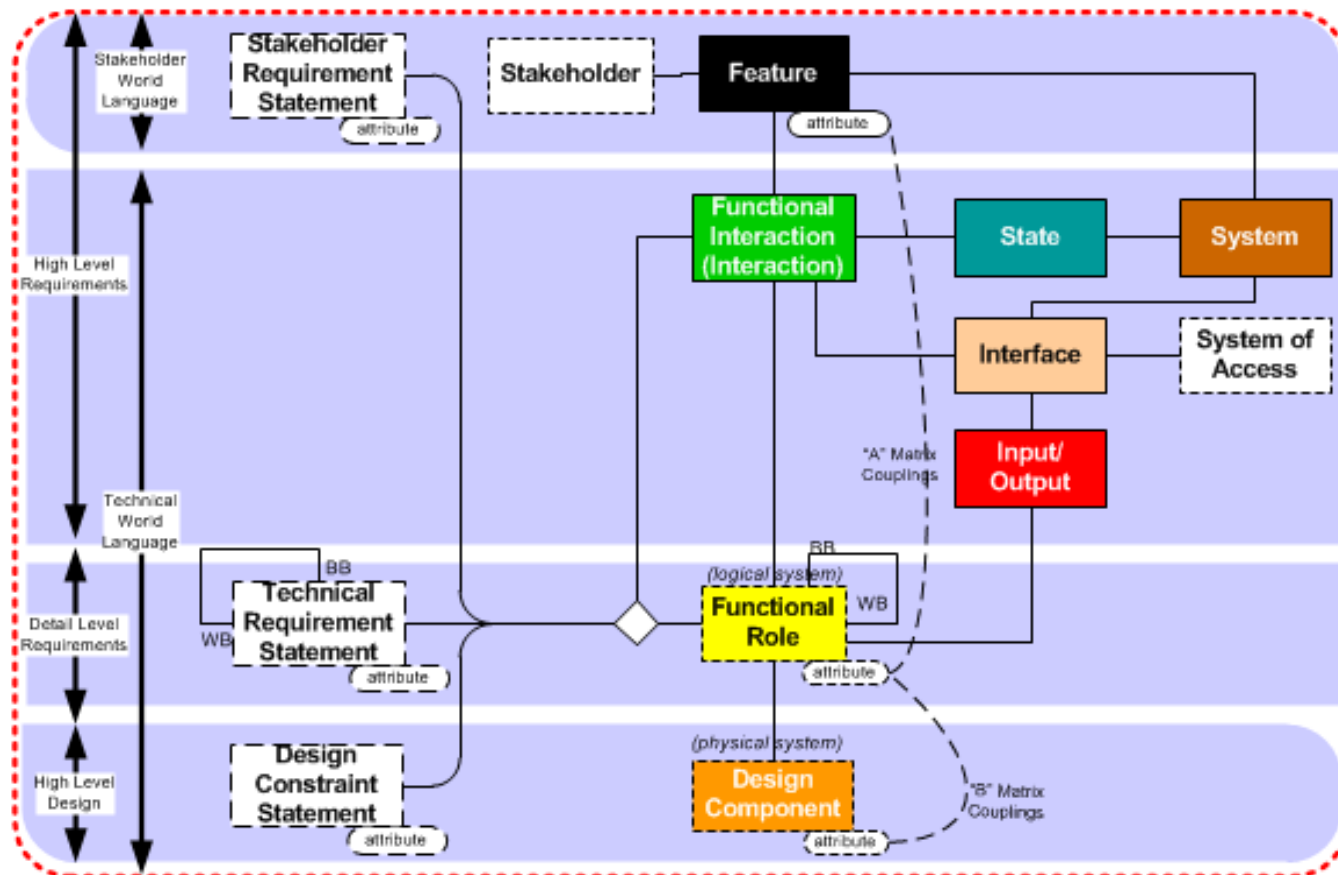 Stakeholder
World
Language
Stakeholder
Requirement
Statement
attribute
Stakeholder
Feature
attribute
High Level
Requirements
Functional
Interaction
(Interaction)
State
System
Interface
System of
Access
"A" Matrix
Couplings
Input/
Output
Technical
World
Language
Detail Level
Requirements
BB
WB
Technical
Requirement
Statement
attribute
(logical system)
BB
WB
Functional
Role
attribute
High Level
Design
Design
Constraint
Statement
attribute
(physical system)
Design
Component
attribute
"B" Matrix
Couplings